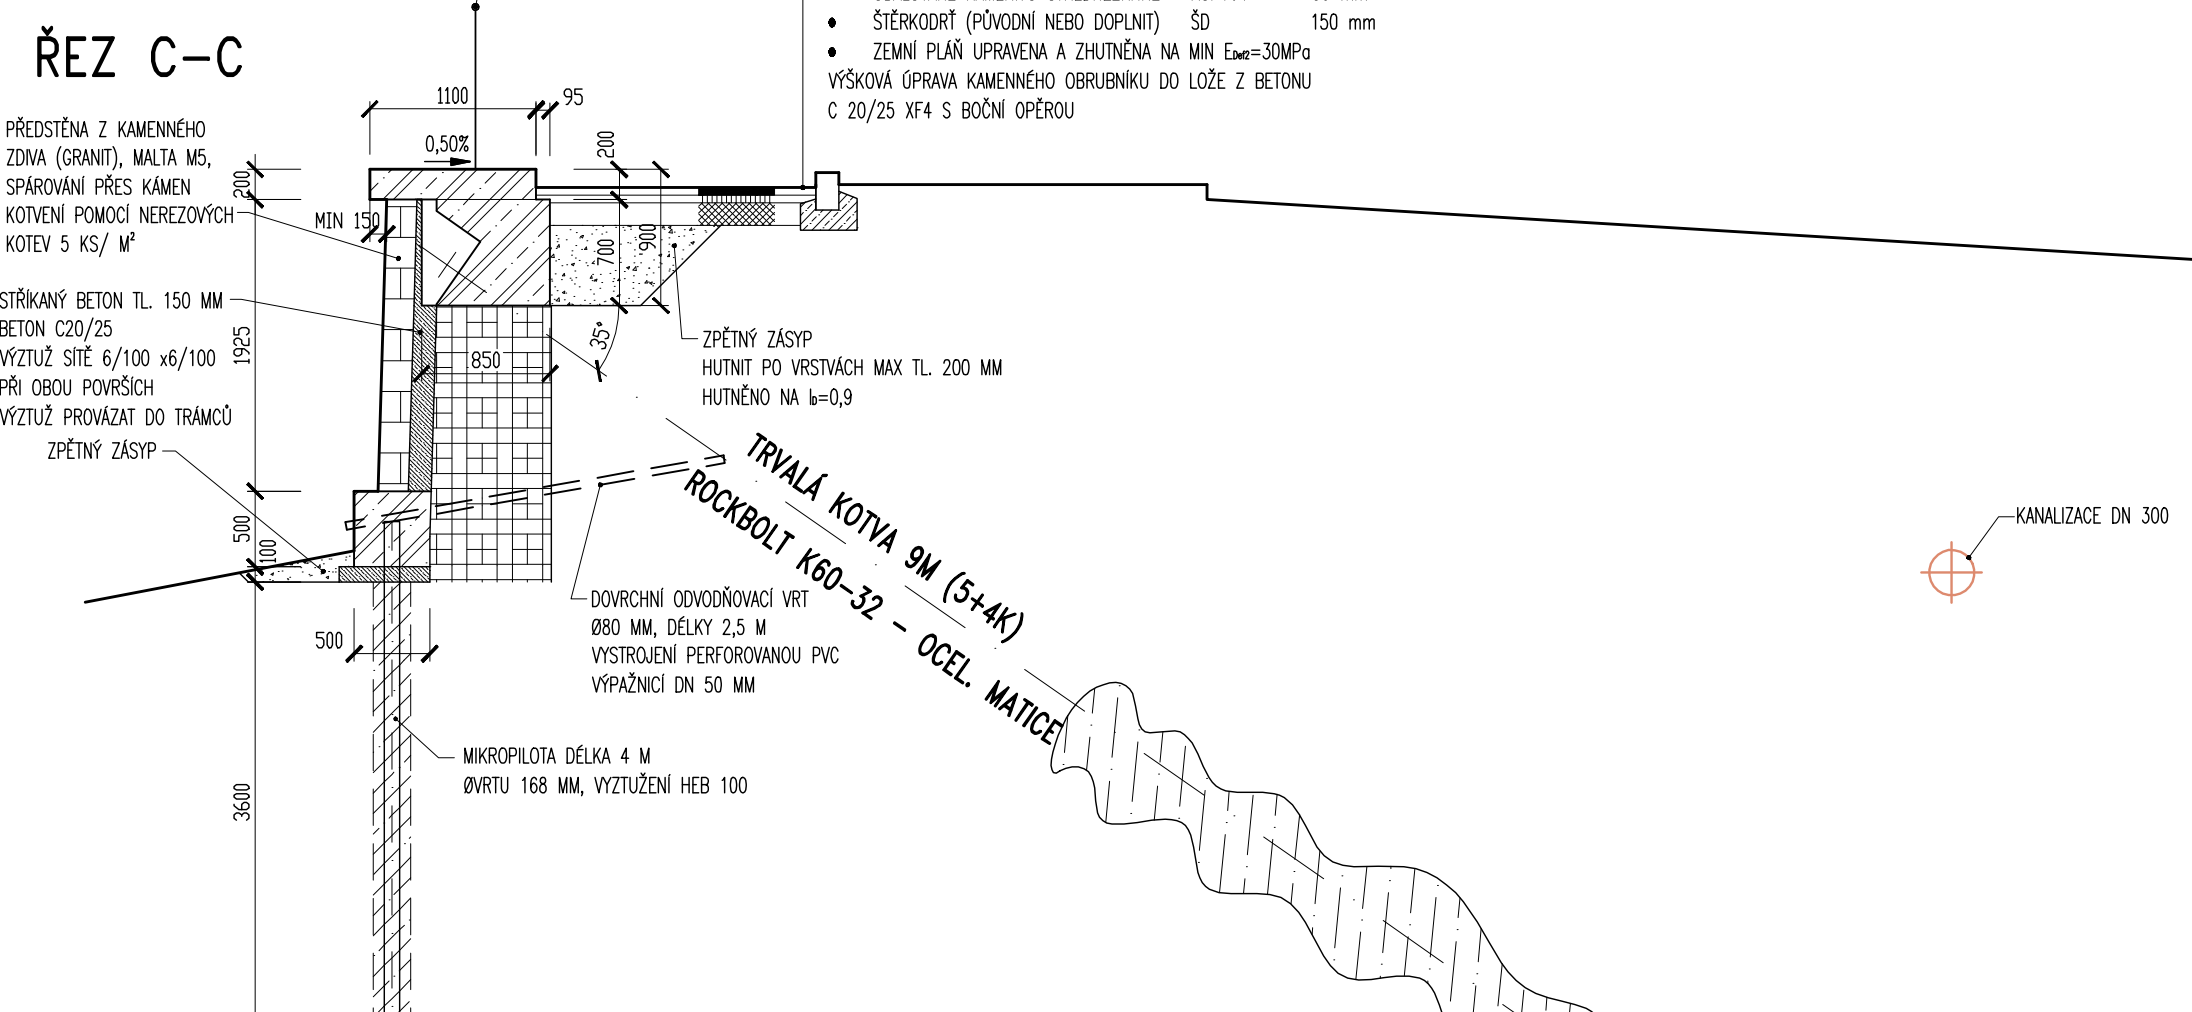 ŘEZ C-C
ŠTĚRKODRŤ (PŮVODNÍ NEBO DOPLNIT) ŠD 150 mm
ZEMNÍ PLÁŇ UPRAVENA A ZHUTNĚNA NA MIN EDef2=30MPa
VÝŠKOVÁ ÚPRAVA KAMENNÉHO OBRUBNÍKU DO LOŽE Z BETONU
C 20/25 XF4 S BOČNÍ OPĚROU
1100
95
0,50%
200
PŘEDSTĚNA Z KAMENNÉHO
ZDIVA (GRANIT), MALTA M5,
SPÁROVÁNÍ PŘES KÁMEN
KOTVENÍ POMOCÍ NEREZOVÝCH
KOTEV 5 KS/ M²
200
MIN 150
700
900
STŘÍKANÝ BETON TL. 150 MM
BETON C20/25
VÝZTUŽ SÍTĚ 6/100 x6/100
PŘI OBOU POVRŠÍCH
VÝZTUŽ PROVÁZAT DO TRÁMCŮ
1925
850
35°
ZPĚTNÝ ZÁSYP
HUTNIT PO VRSTVÁCH MAX TL. 200 MM
HUTNĚNO NA ID=0,9
ZPĚTNÝ ZÁSYP
500
100
TRVALÁ KOTVA 9M (5+4K)
ROCKBOLT K60-32 - OCEL. MATICE
KANALIZACE DN 300
DOVRCHNÍ ODVODŇOVACÍ VRT
Ø80 MM, DÉLKY 2,5 M
VYSTROJENÍ PERFOROVANOU PVC
VÝPAŽNICÍ DN 50 MM
500
MIKROPILOTA DÉLKA 4 M
ØVRTU 168 MM, VYZTUŽENÍ HEB 100
3600